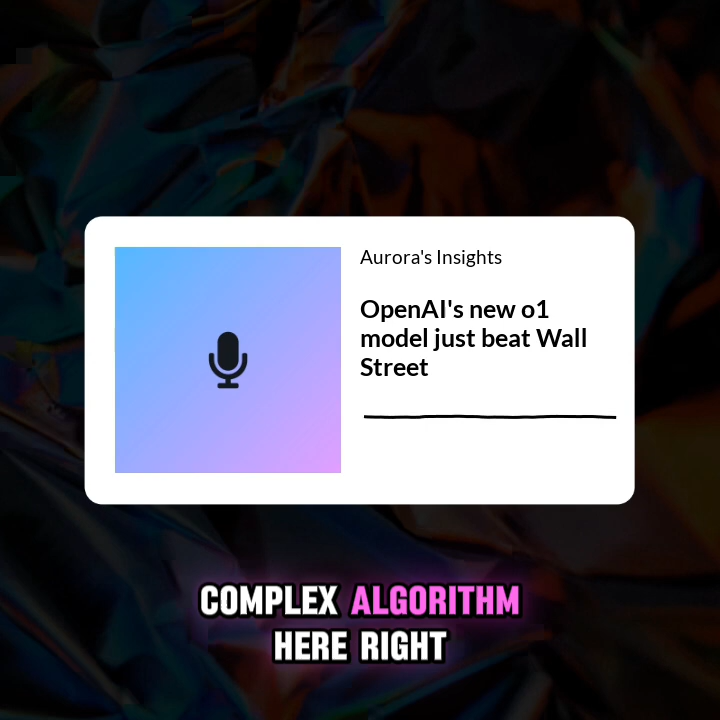 Aurora's Insights
OpenAI's new o1
model just beat Wall
Street
COMPLEX ALGORITHM
HERE RIGHT